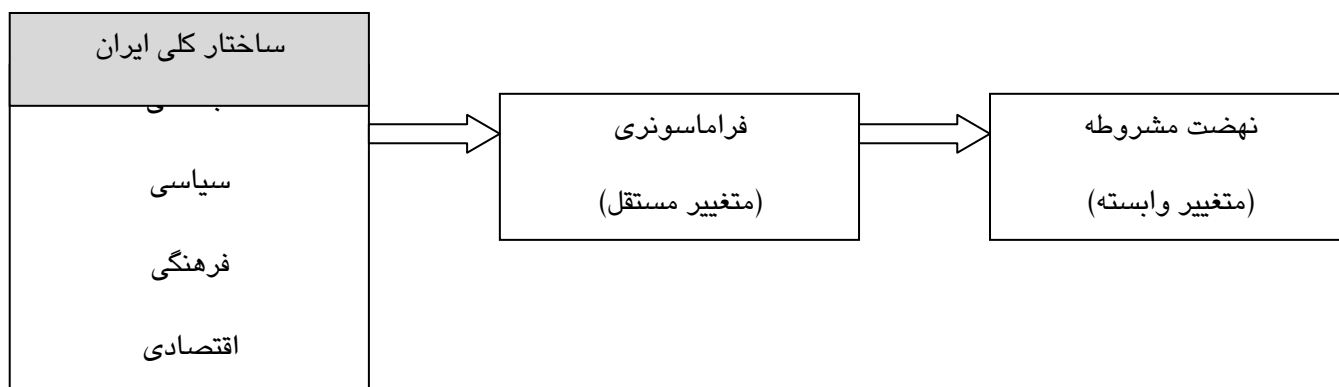 ساختار کلی ایران
سیاسی
فرهنگی
اقتصادی
فراماسونری
(متغییر مستقل)
نهضت مشروطه
(متغییر وابسته)